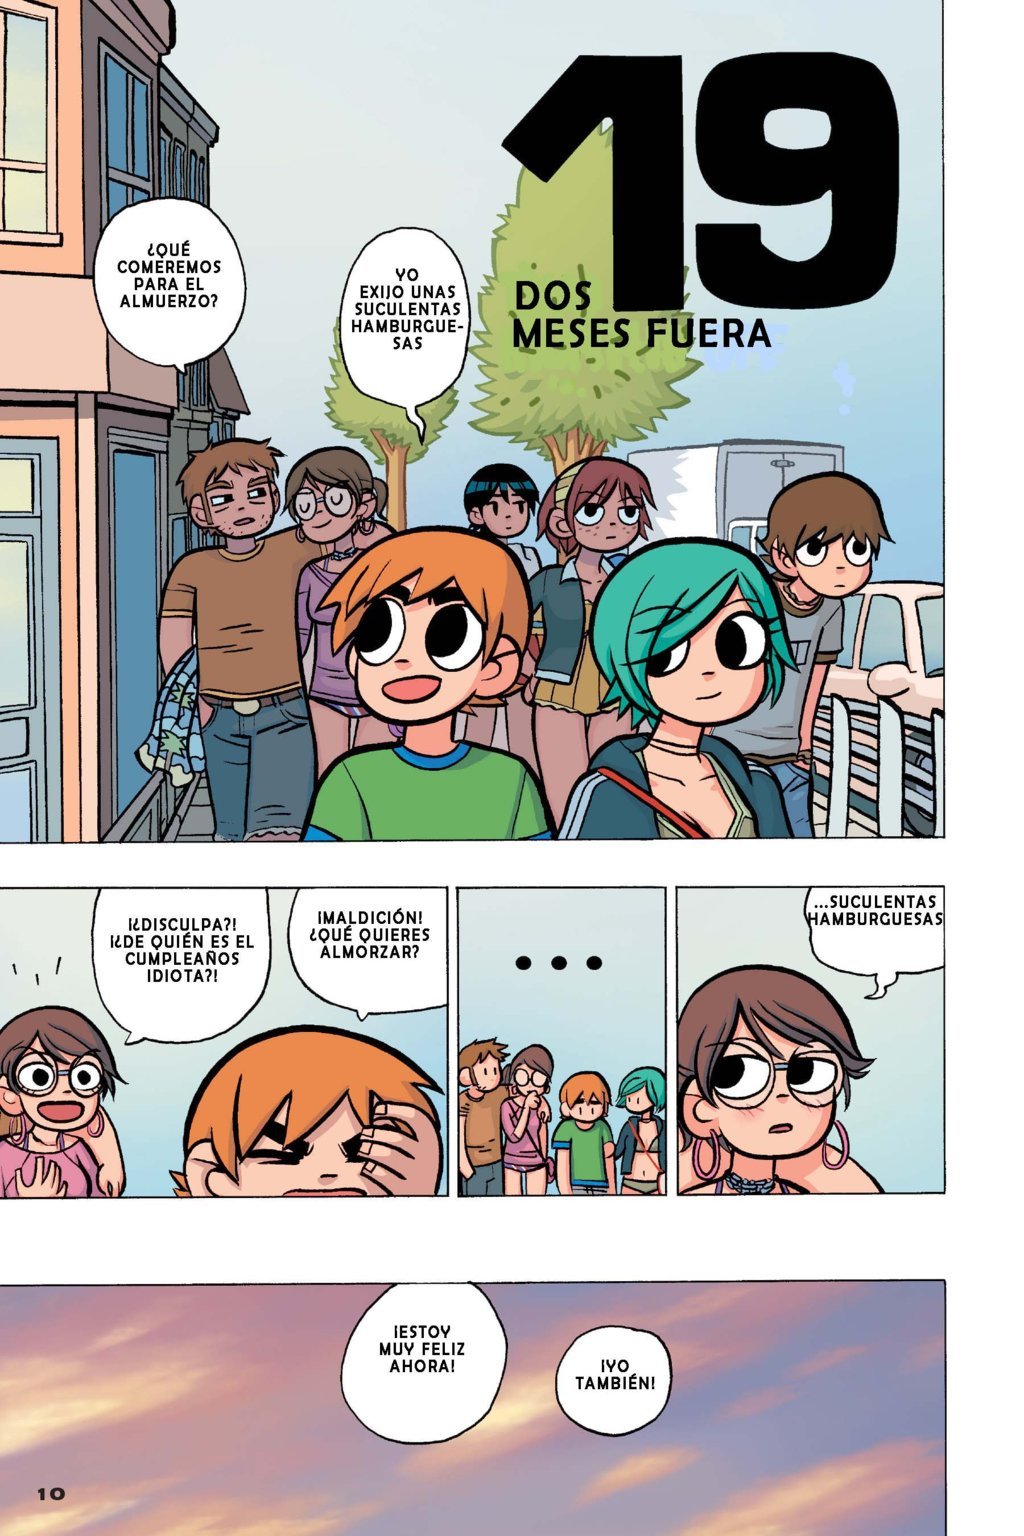 19
DOS
MESES FUERA
¿QUÉ
COMEREMOS
PARA EL
ALMUERZO?
YO
EXIJO UNAS
SUCULENTAS
HAMBURGUE-
SAS
¡¿DISCULPA?!
¡¿DE QUIÉN ES EL
CUMPLEAÑOS
IDIOTA?!
¡MALDICIÓN!
¿QUÉ QUIERES
ALMORZAR?
...
...SUCULENTAS
HAMBURGUESAS
¡ESTOY
MUY FELIZ
AHORA!
¡YO
TAMBIÉN!
10